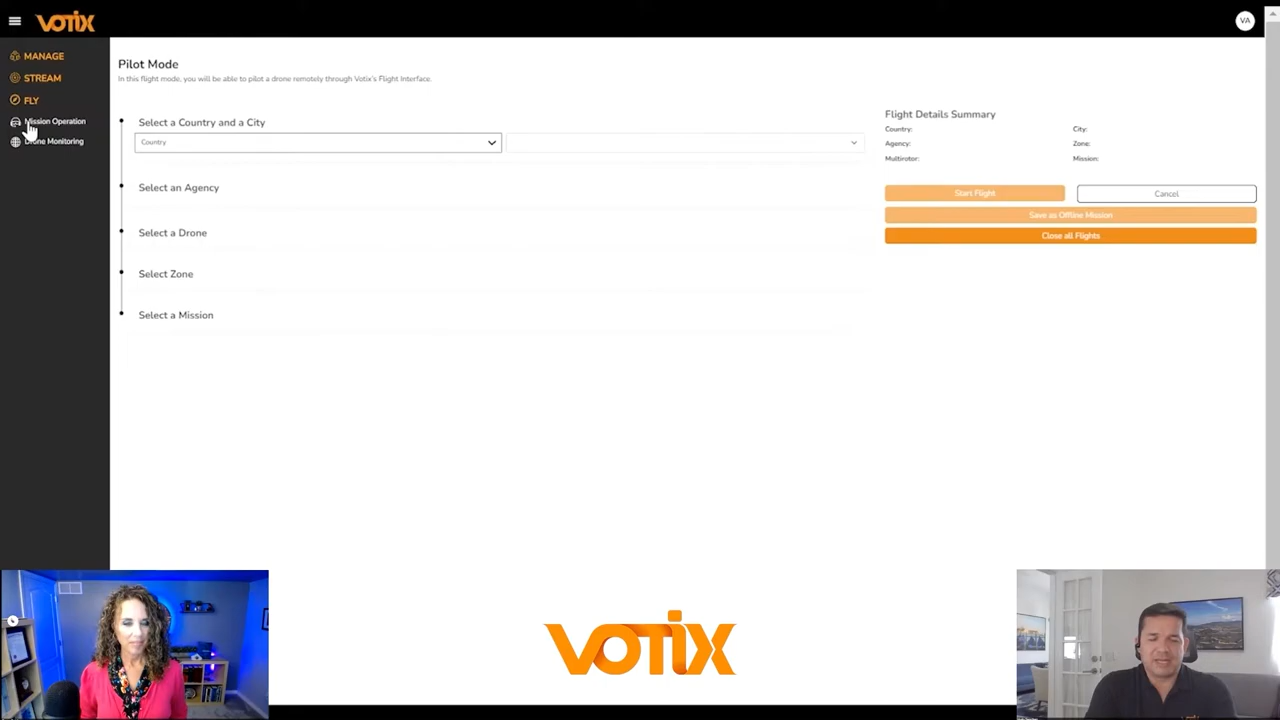 VOTIX
VA
MANAGE
STREAM
FLY
Mission Operation
Drone Monitoring
Pilot Mode
In this flight mode, you will be able to pilot a drone remotely through Votix's Flight Interface.
Select a Country and a City
Country
Select an Agency
Select a Drone
Select Zone
Select a Mission
Flight Details Summary
Country:
City:
Agency:
Zone:
Multirotor:
Mission:
Start Flight
Cancel
Save as Offline Mission
Close all Flights
VOTIX